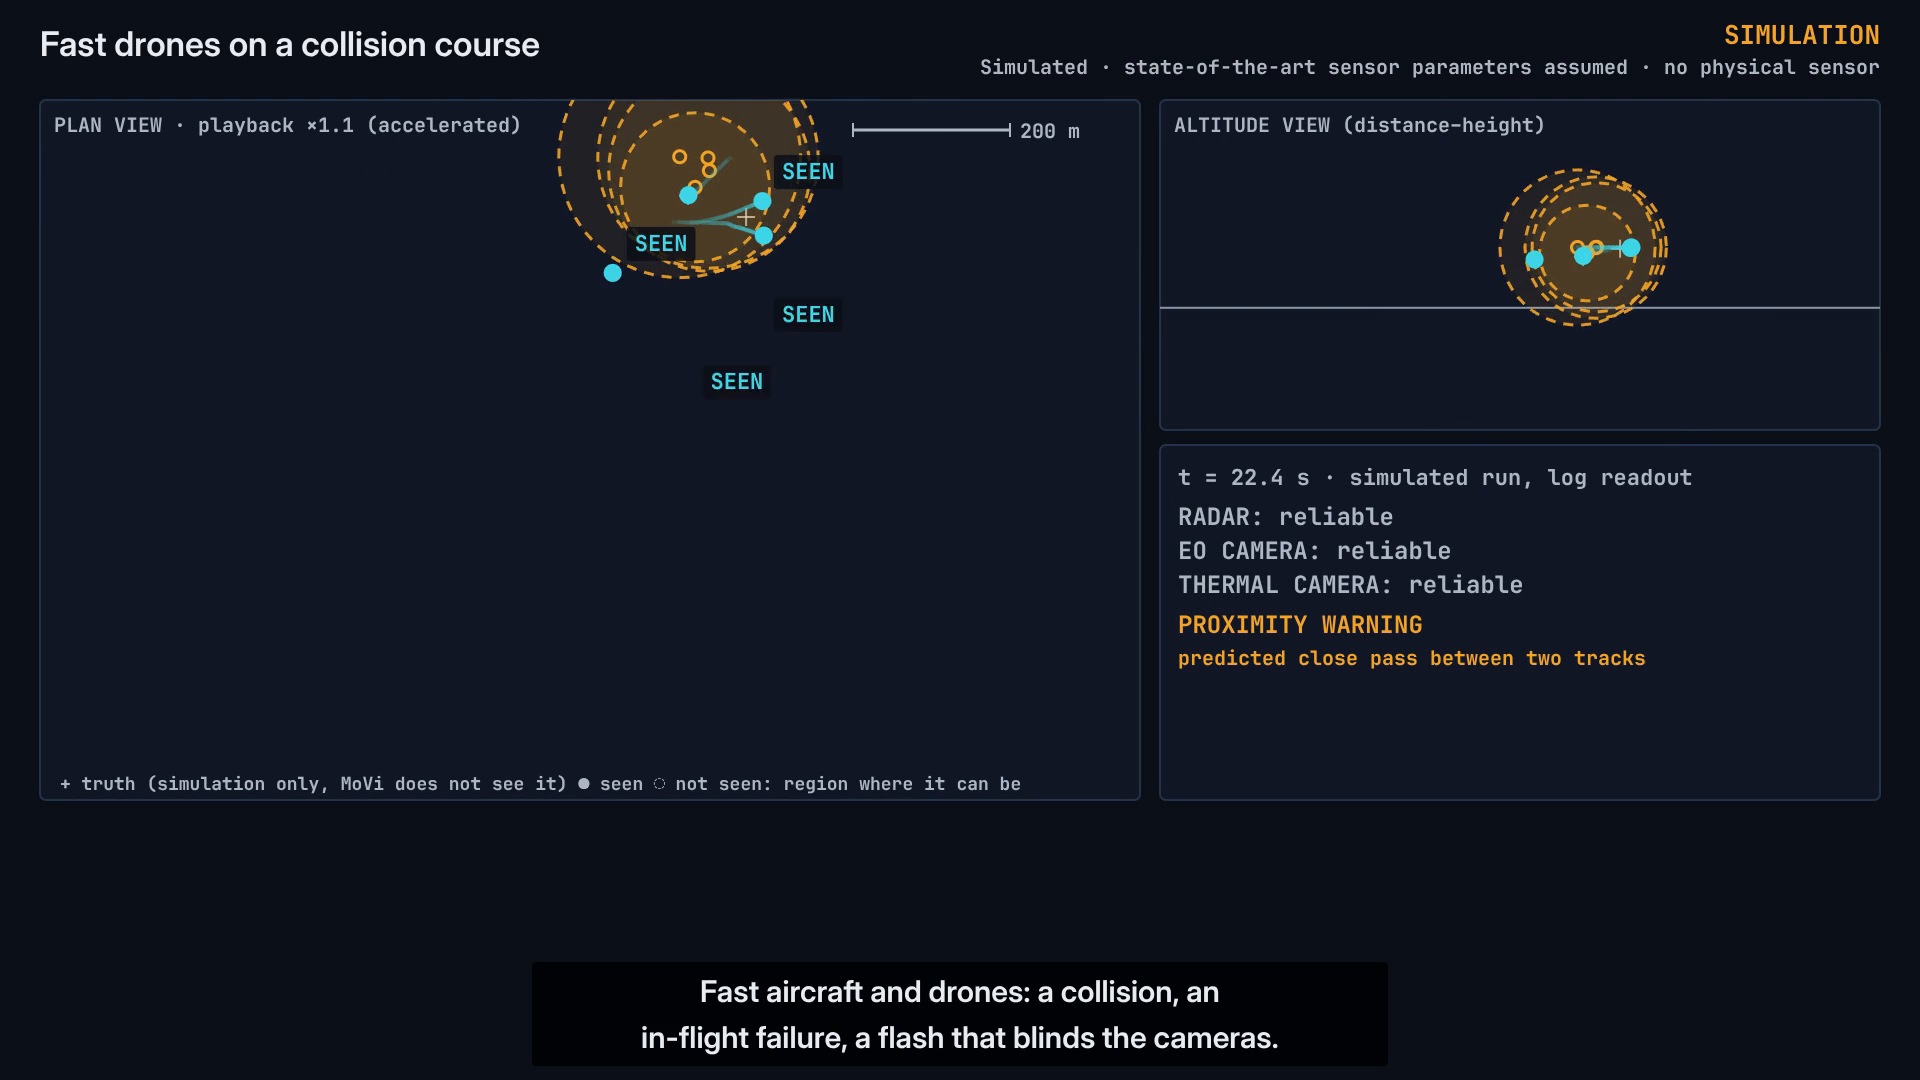 Fast drones on a collision course
SIMULATION
Simulated · state-of-the-art sensor parameters assumed · no physical sensor
PLAN VIEW · playback ×1.1 (accelerated)
200 m
SEEN
SEEN
SEEN
SEEN
+ truth (simulation only, MoVi does not see it) ● seen ◌ not seen: region where it can be
ALTITUDE VIEW (distance-height)
t = 22.4 s · simulated run, log readout
RADAR: reliable
EO CAMERA: reliable
THERMAL CAMERA: reliable
PROXIMITY WARNING
predicted close pass between two tracks
Fast aircraft and drones: a collision, an
in-flight failure, a flash that blinds the cameras.